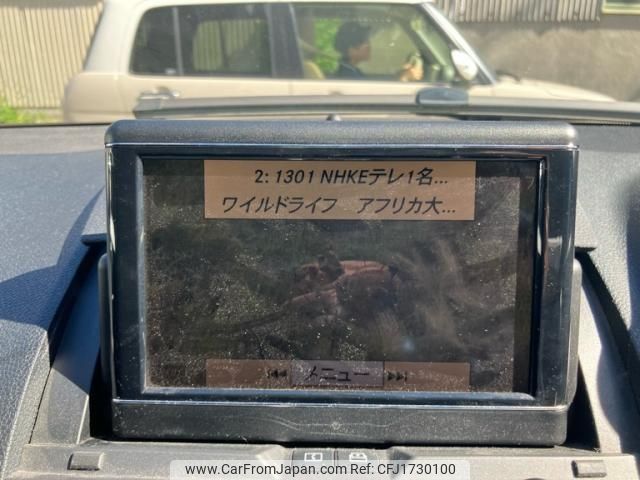 2: 1301 NHKEテレ1名...
ワイルドライフ　アフリカ大...
メニュー
www.CarFromJapan.com | Ref:CFJ1730100